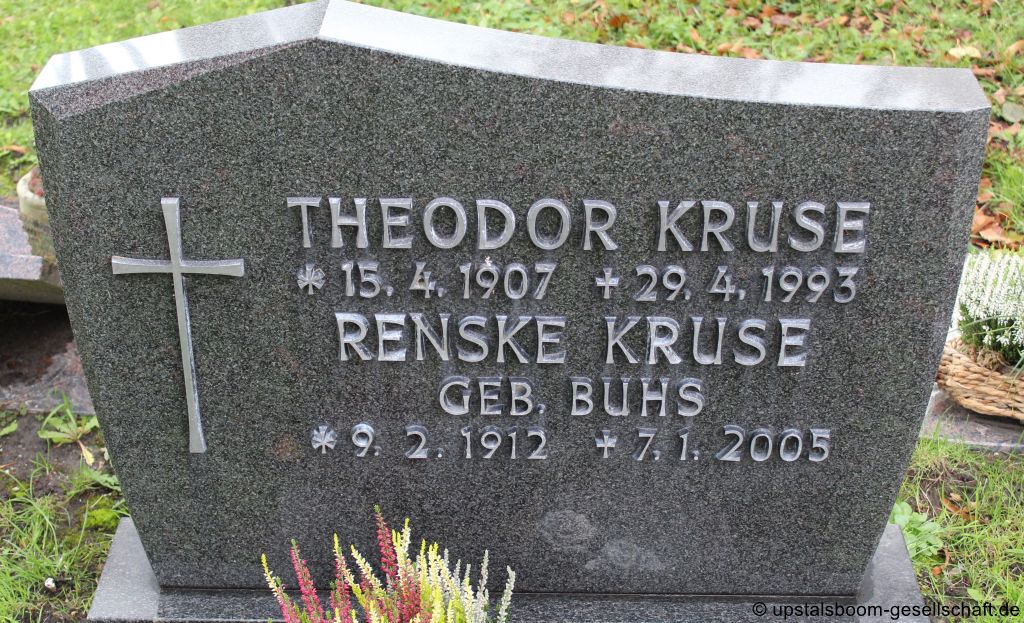 THEODOR KRUSE
* 15. 4. 1907 † 29. 4. 1993
RENSKE KRUSE
GEB. BUHS
* 9. 2. 1912 † 7. 1. 2005
© upstalsboom-gesellschaft.de